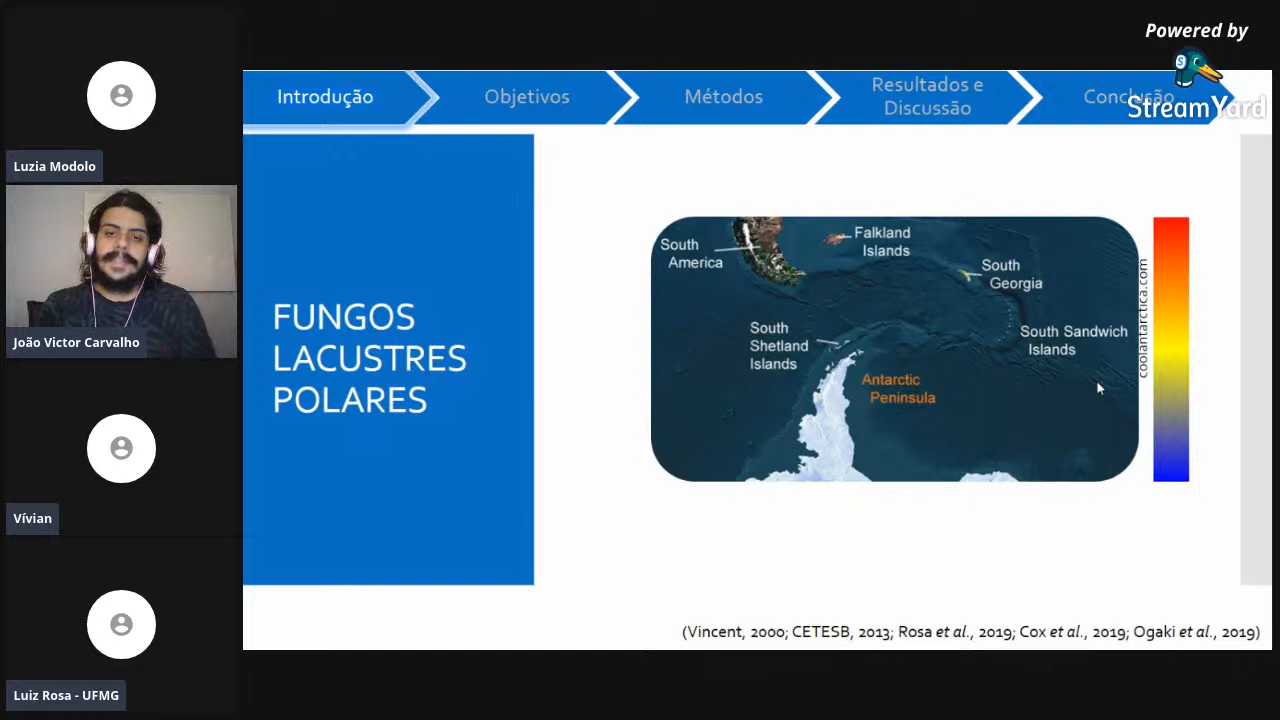 Powered by
StreamYard
Luzia Modolo
João Victor Carvalho
Vívian
Luiz Rosa - UFMG
Introdução
Objetivos
Métodos
Resultados e
Discussão
Conclusão
FUNGOS
LACUSTRES
POLARES
South
America
Falkland
Islands
South
Georgia
South
Shetland
Islands
South Sandwich
Islands
Antarctic
Peninsula
coolantarctica.com
(Vincent, 2000; CETESB, 2013; Rosa et al., 2019; Cox et al., 2019; Ogaki et al., 2019)